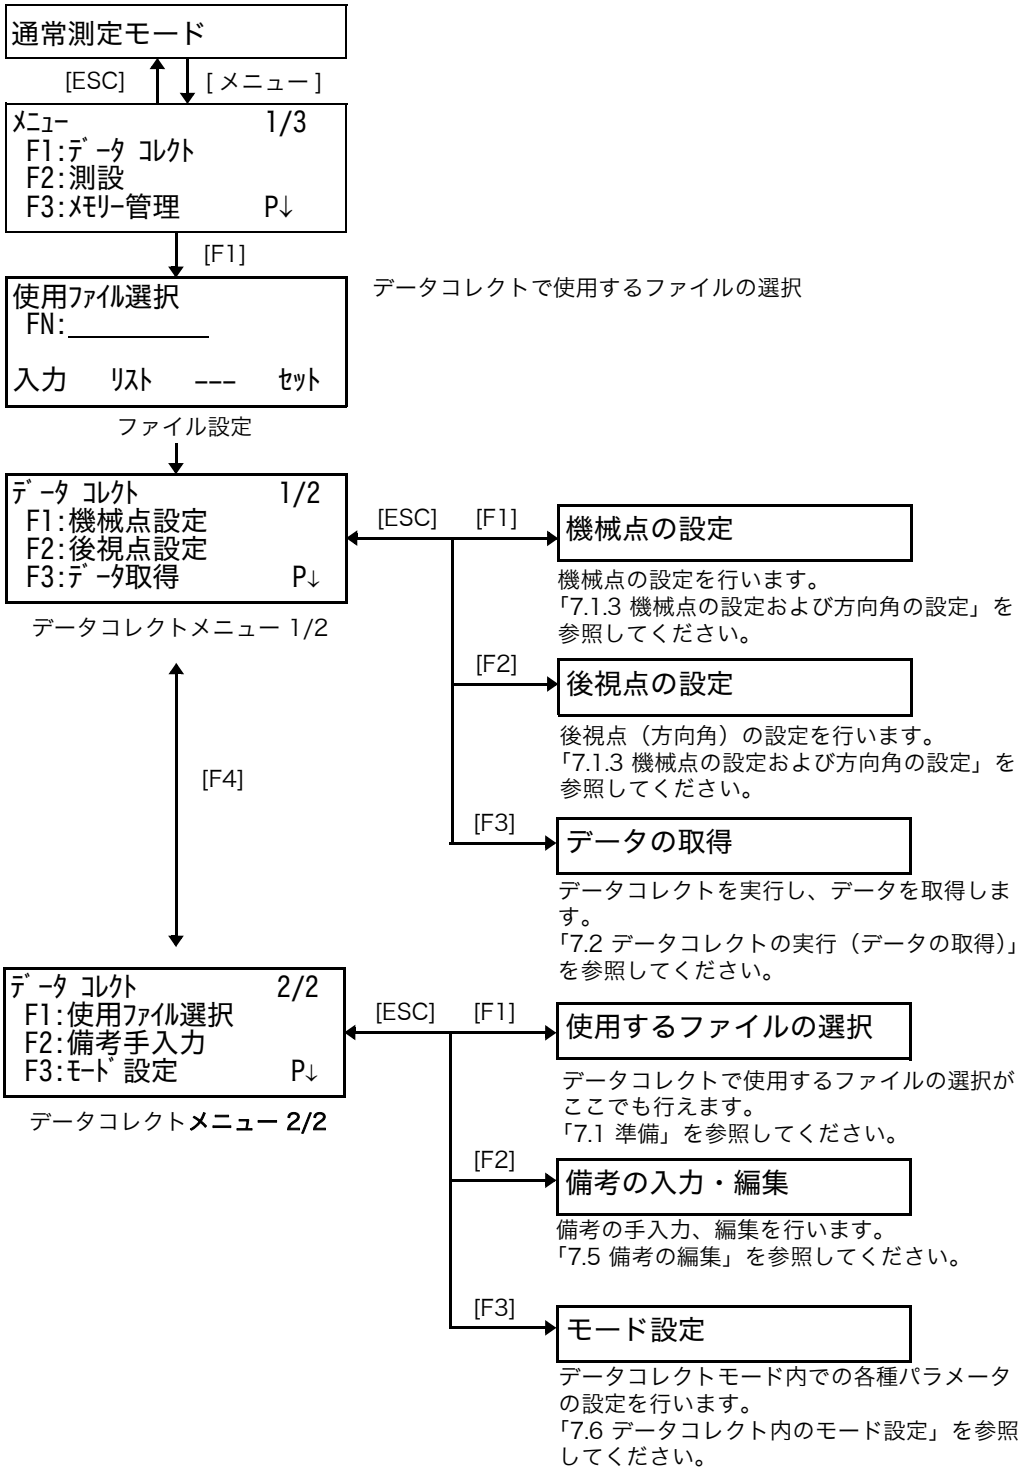 通常測定モード
[ESC]
[ メニュー ]
ﾒﾆｭｰ 1/3
F1:ﾃﾞｰﾀ ｺﾚｸﾄ
F2:測設
F3:ﾒﾓﾘｰ管理 P↓
[F1]
使用ﾌｧｲﾙ選択
FN:__________
入力 ﾘｽﾄ --- ｾｯﾄ
データコレクトで使用するファイルの選択
ファイル設定
ﾃﾞｰﾀ ｺﾚｸﾄ 1/2
F1:機械点設定
F2:後視点設定
F3:ﾃﾞｰﾀ取得 P↓
データコレクトメニュー 1/2
[ESC]
[F1]
機械点の設定
機械点の設定を行います。
「7.1.3 機械点の設定および方向角の設定」を
参照してください。
[F2]
後視点の設定
後視点（方向角）の設定を行います。
「7.1.3 機械点の設定および方向角の設定」を
参照してください。
[F3]
データの取得
データコレクトを実行し、データを取得しま
す。
「7.2 データコレクトの実行（データの取得）」
を参照してください。
[F4]
ﾃﾞｰﾀ ｺﾚｸﾄ 2/2
F1:使用ﾌｧｲﾙ選択
F2:備考手入力
F3:ﾓｰﾄﾞ設定 P↓
データコレクトメニュー 2/2
[ESC]
[F1]
使用するファイルの選択
データコレクトで使用するファイルの選択が
ここでも行えます。
「7.1 準備」を参照してください。
[F2]
備考の入力・編集
備考の手入力、編集を行います。
「7.5 備考の編集」を参照してください。
[F3]
モード設定
データコレクトモード内での各種パラメータ
の設定を行います。
「7.6 データコレクト内のモード設定」を参照
してください。